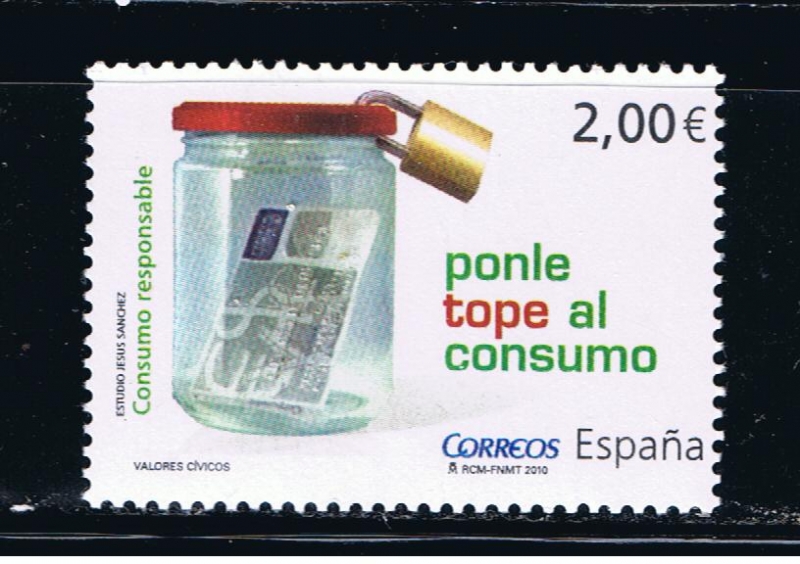 2,00€
Consumo responsable
ESTUDIO JESUS SANCHEZ
ponle
tope al
consumo
CORREOS España
RCM-FNMT 2010
VALORES CÍVICOS